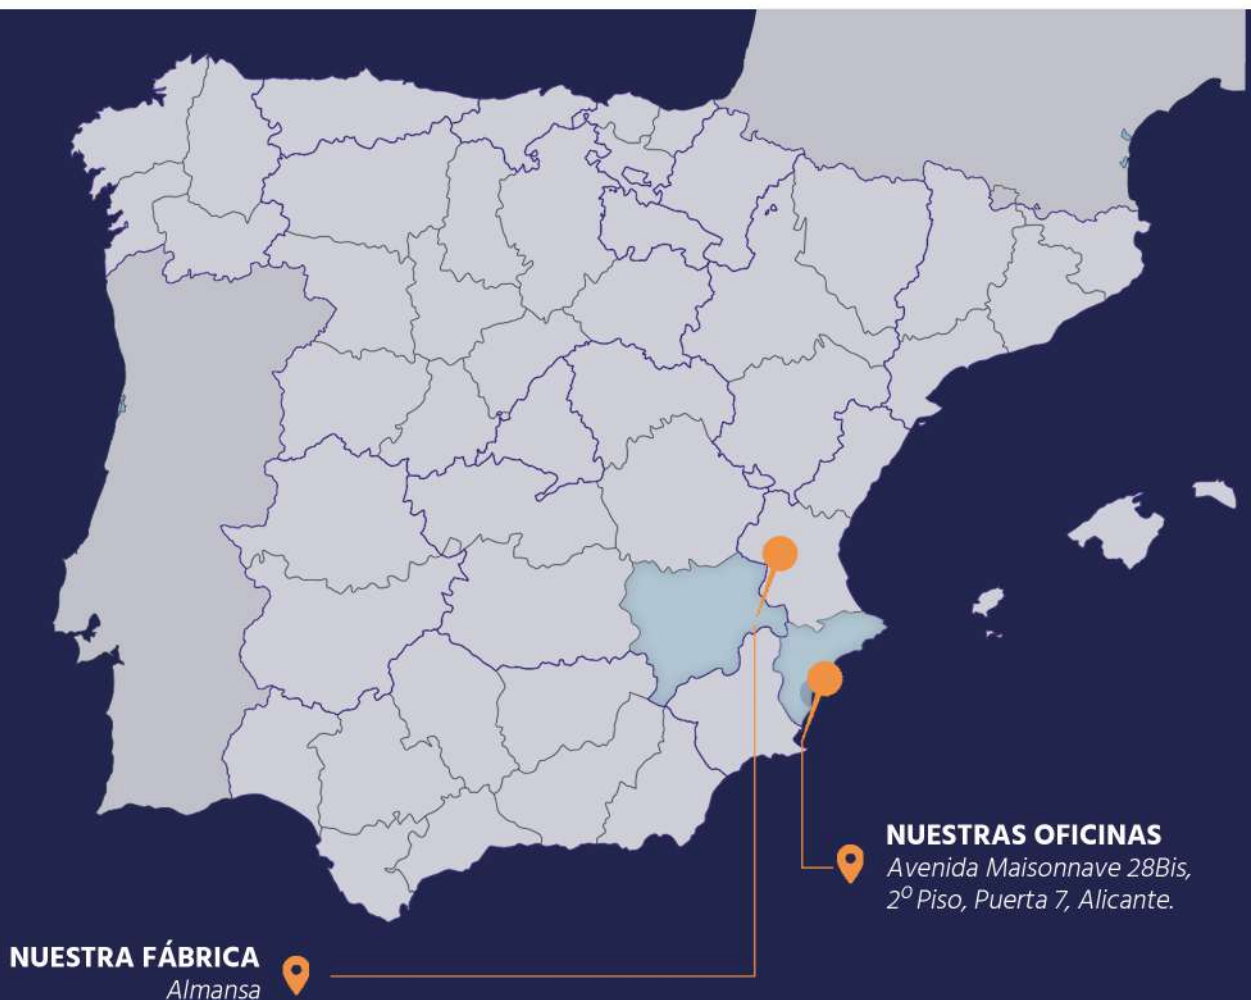 NUESTRAS OFICINAS
Avenida Maisonnave 28Bis,
2º Piso, Puerta 7, Alicante.
NUESTRA FÁBRICA
Almansa